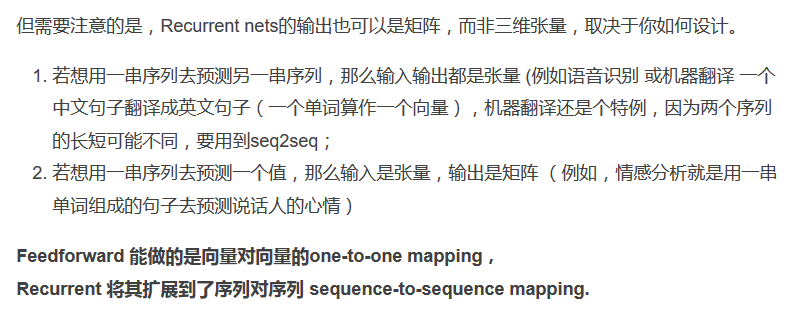 但需要注意的是，Recurrent nets的输出也可以是矩阵，而非三维张量，取决于你如何设计。
1. 若想用一串序列去预测另一串序列，那么输入输出都是张量 (例如语音识别 或机器翻译 一个
中文句子翻译成英文句子（一个单词算作一个向量），机器翻译还是个特例，因为两个序列
的长短可能不同，要用到seq2seq；
2. 若想用一串序列去预测一个值，那么输入是张量，输出是矩阵 （例如，情感分析就是用一串
单词组成的句子去预测说话人的心情）
Feedforward 能做的是向量对向量的one-to-one mapping，
Recurrent 将其扩展到了序列对序列 sequence-to-sequence mapping.